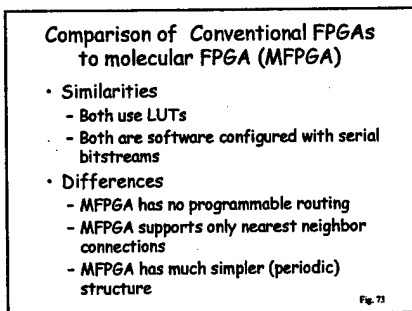 Comparison of Conventional FPGAs
to molecular FPGA (MFPGA)
• Similarities
- Both use LUTs
- Both are software configured with serial
bitstreams
• Differences
- MFPGA has no programmable routing
- MFPGA supports only nearest neighbor
connections
- MFPGA has much simpler (periodic)
structure
Fig. 73